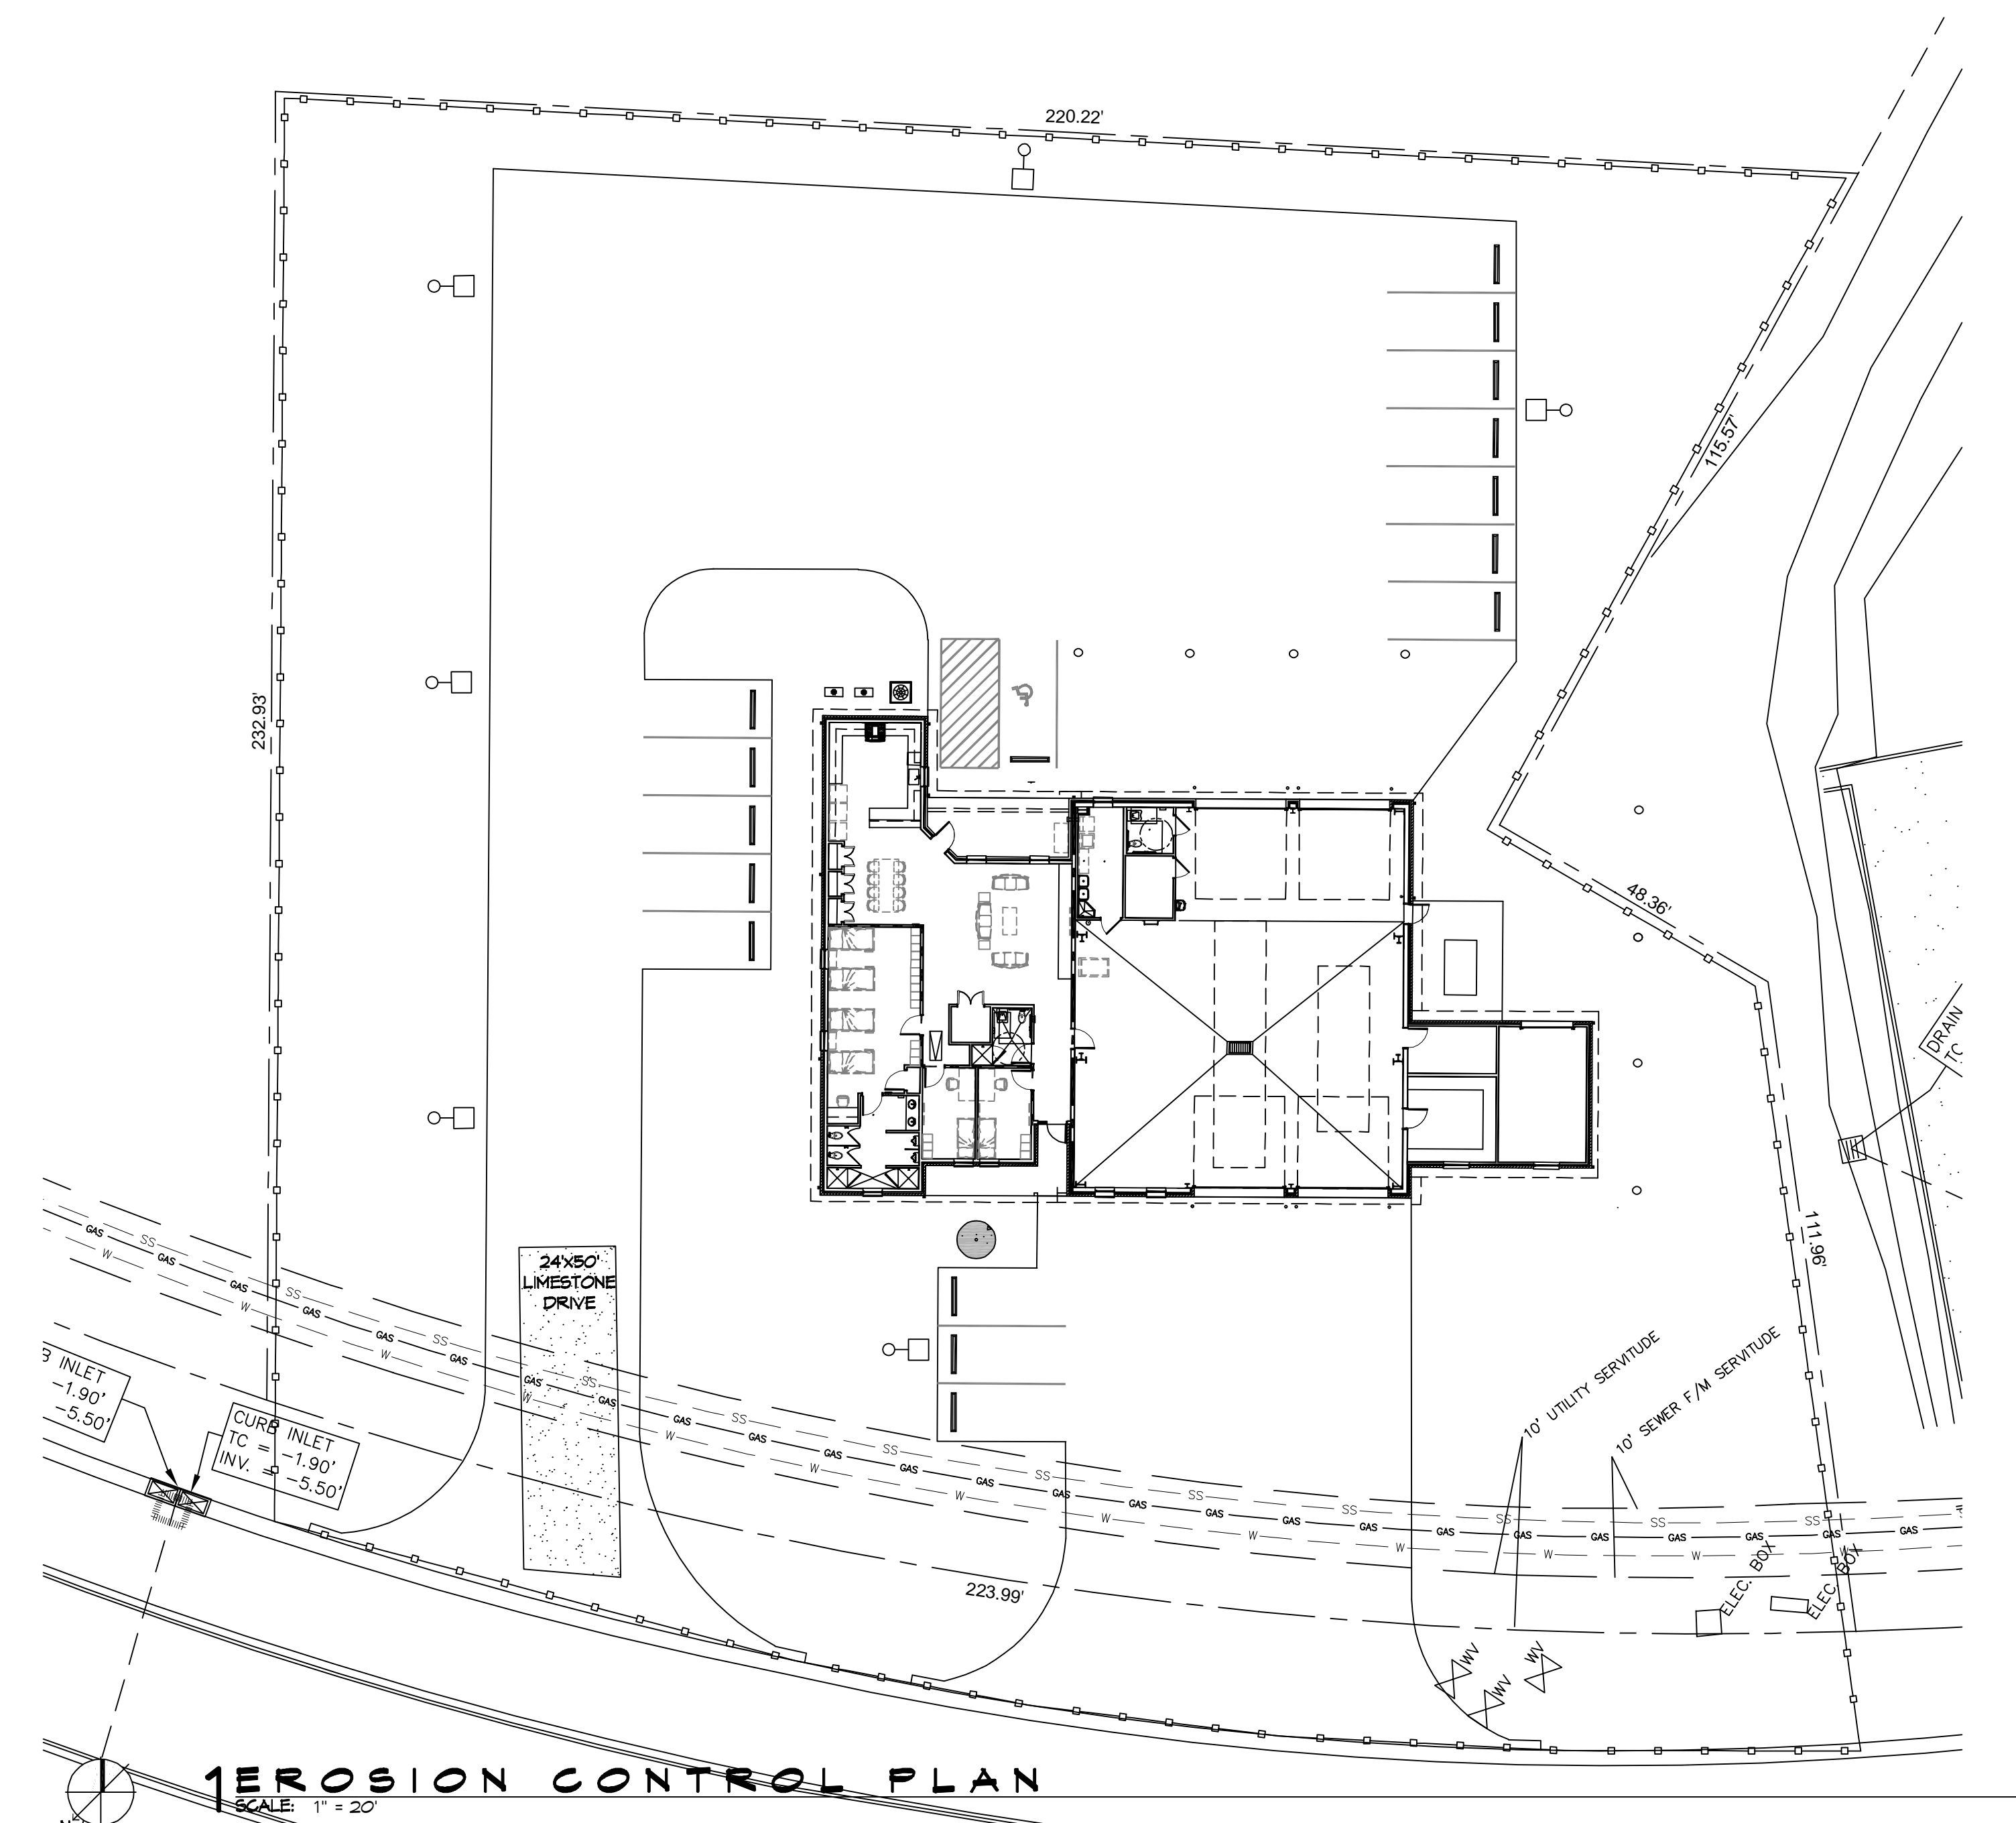 220.22'
115.57'
232.93'
48.36'
DRAIN
TC
111.96'
24'X50'
LIMESTONE
DRIVE
SS
GAS
W
10' UTILITY SERVITUDE
10' SEWER F/M SERVITUDE
B INLET
-1.90'
-5.50'
CURB INLET
TC = -1.90'
INV. = -5.50'
223.99'
ELEC. BOX
ELEC. BOX
WV
WV
WV
1 EROSION CONTROL PLAN
SCALE: 1" = 20'